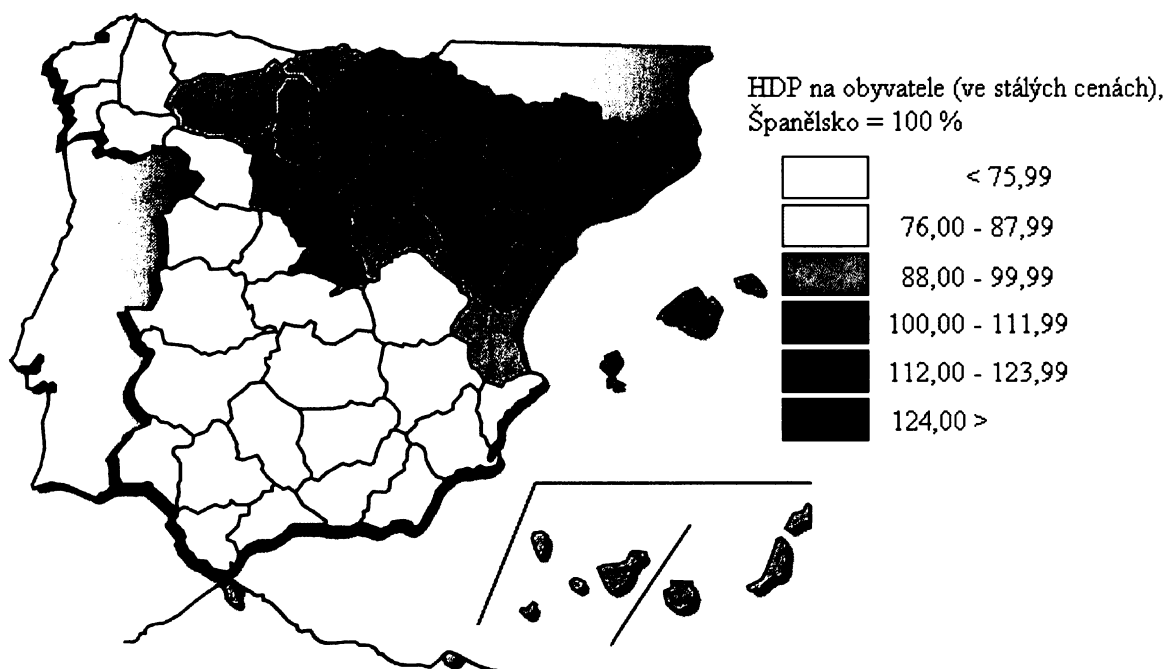 HDP na obyvatele (ve stálých cenách),
Španělsko = 100 %
< 75,99
76,00 - 87,99
88,00 - 99,99
100,00 - 111,99
112,00 - 123,99
124,00 >